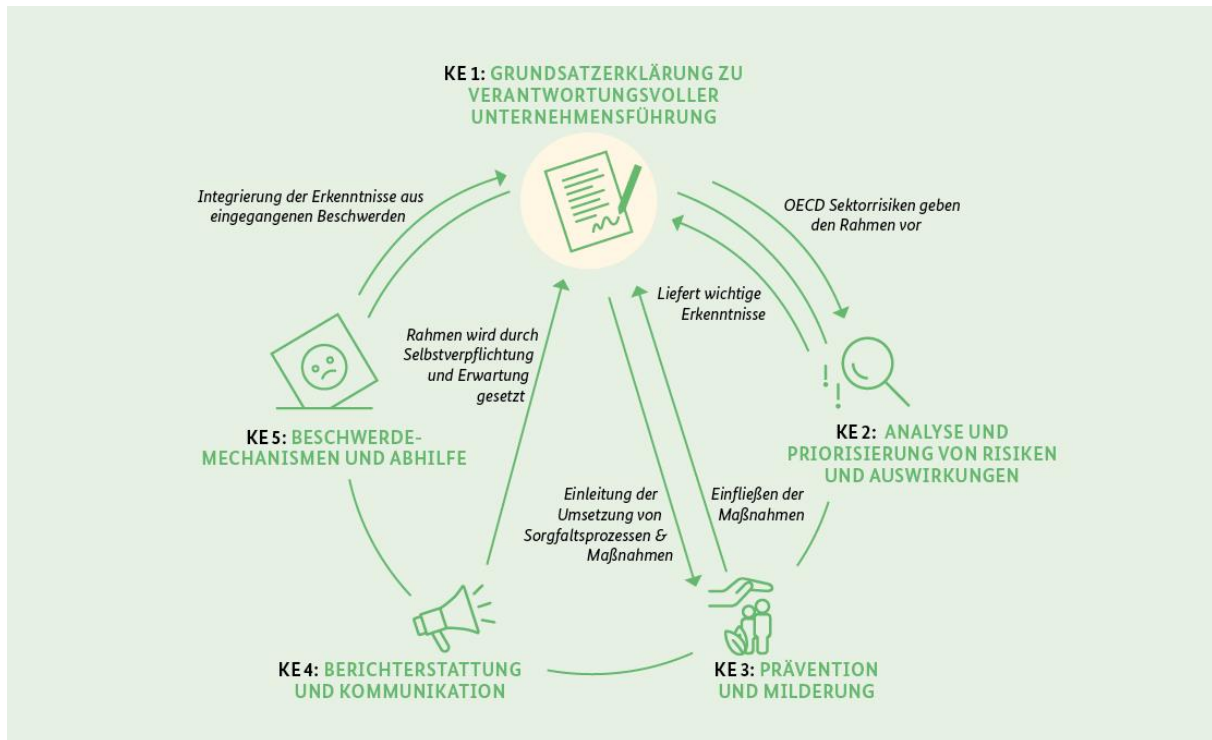 KE 1: GRUNDSATZERKLÄRUNG ZU
VERANTWORTUNGSVOLLER
UNTERNEHMENSFÜHRUNG
Integrierung der Erkenntnisse aus
eingegangenen Beschwerden
OECD Sektorrisiken geben
den Rahmen vor
Liefert wichtige
Erkenntnisse
Rahmen wird durch
Selbstverpflichtung
und Erwartung
gesetzt
KE 5: BESCHWERDE-
MECHANISMEN UND ABHILFE
KE 2: ANALYSE UND
PRIORISIERUNG VON RISIKEN
UND AUSWIRKUNGEN
Einleitung der
Umsetzung von
Sorgfaltsprozessen &
Maßnahmen
Einfließen der
Maßnahmen
KE 4: BERICHTERSTATTUNG
UND KOMMUNIKATION
KE 3: PRÄVENTION
UND MILDERUNG